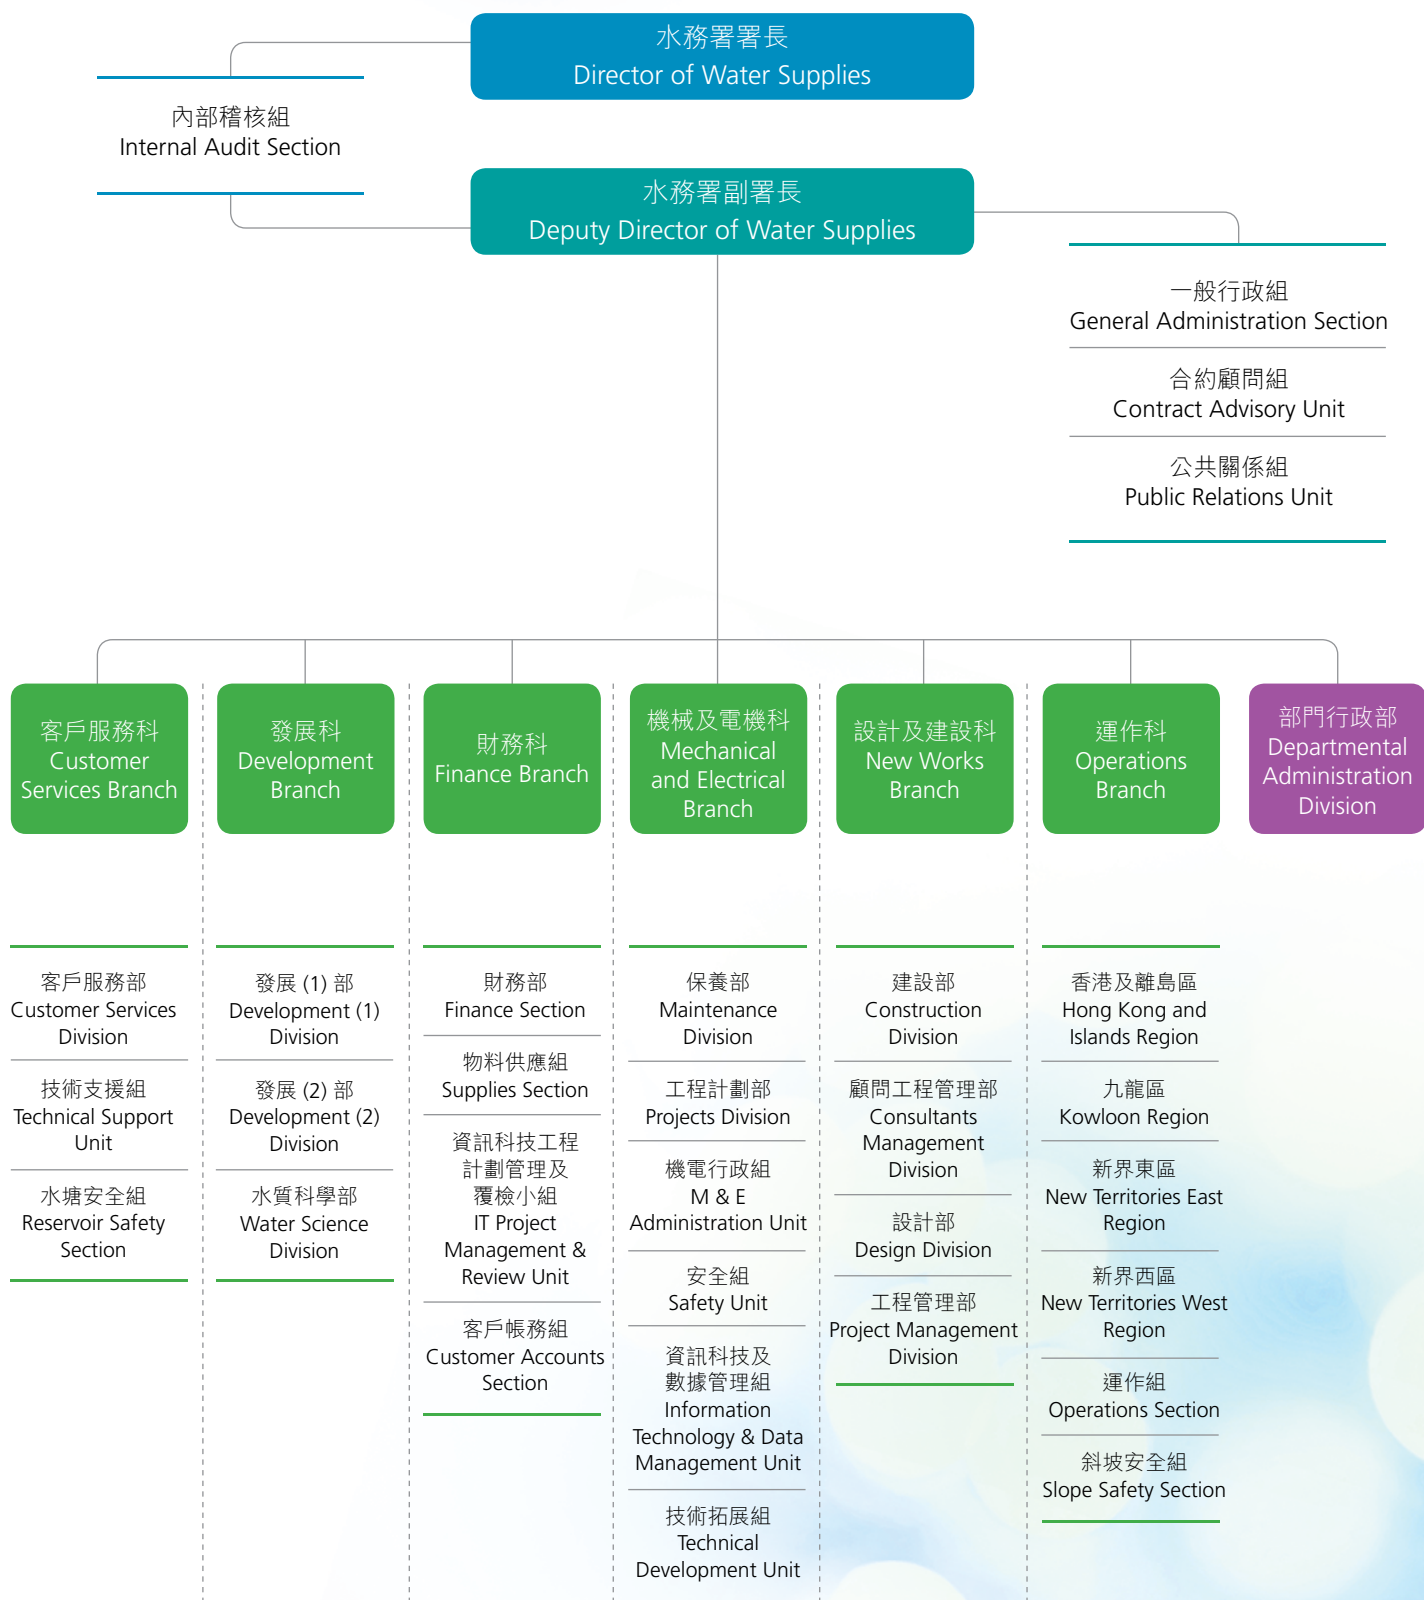 水務署署長
Director of Water Supplies
內部稽核組
Internal Audit Section
水務署副署長
Deputy Director of Water Supplies
一般行政組
General Administration Section
合約顧問組
Contract Advisory Unit
公共關係組
Public Relations Unit
客戶服務科
Customer
Services Branch
發展科
Development
Branch
財務科
Finance Branch
機械及電機科
Mechanical
and Electrical
Branch
設計及建設科
New Works
Branch
運作科
Operations
Branch
部門行政部
Departmental
Administration
Division
客戶服務部
Customer Services
Division
技術支援組
Technical Support
Unit
水塘安全組
Reservoir Safety
Section
發展 (1) 部
Development (1)
Division
發展 (2) 部
Development (2)
Division
水質科學部
Water Science
Division
財務部
Finance Section
物料供應組
Supplies Section
資訊科技工程
計劃管理及
覆檢小組
IT Project
Management &
Review Unit
客戶帳務組
Customer Accounts
Section
保養部
Maintenance
Division
工程計劃部
Projects Division
機電行政組
M & E
Administration Unit
安全組
Safety Unit
資訊科技及
數據管理組
Information
Technology & Data
Management Unit
技術拓展組
Technical
Development Unit
建設部
Construction
Division
顧問工程管理部
Consultants
Management
Division
設計部
Design Division
工程管理部
Project Management
Division
香港及離島區
Hong Kong and
Islands Region
九龍區
Kowloon Region
新界東區
New Territories East
Region
新界西區
New Territories West
Region
運作組
Operations Section
斜坡安全組
Slope Safety Section